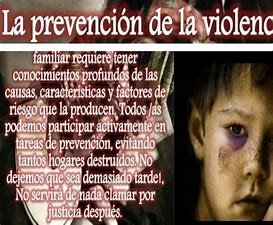 La prevención de la violenc
familiar requiere tener
conocimientos profundos de las
causas, características y factores de
riesgo que la producen. Todos /as
podemos participar activamente en
tareas de prevención, evitando
tantos hogares destruidos. No
dejemos que sea demasiado tarde!,
No servirá de nada clamar por
justicia después.